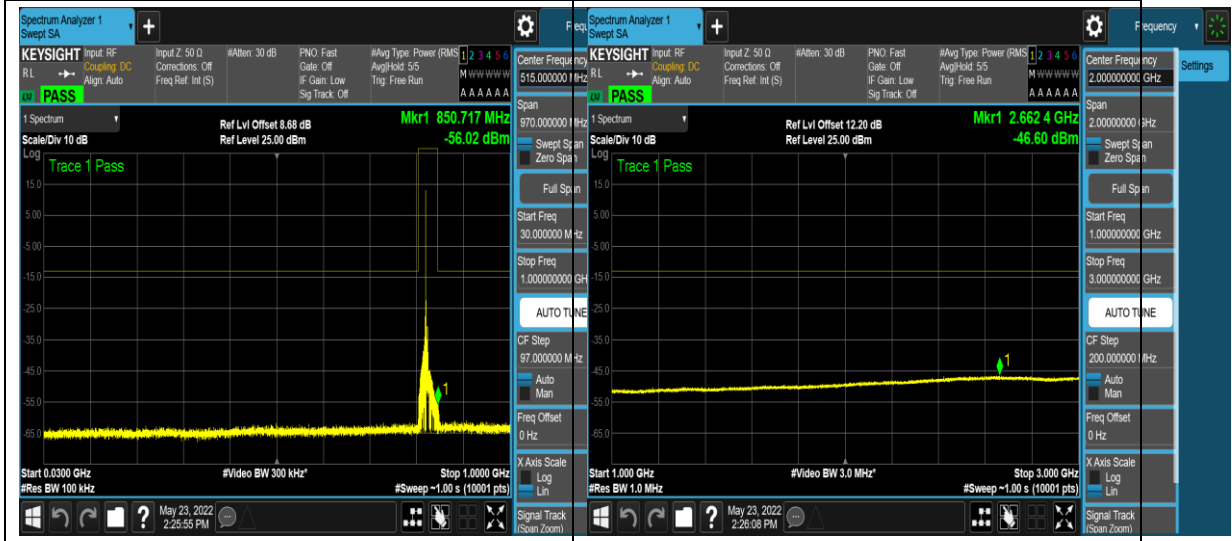 Spectrum Analyzer 1
Swept SA
+
Frequ
KEYSIGHT
RL
PASS
Input: RF
Coupling: DC
Align: Auto
Input Z: 50 Ω
Corrections: Off
Freq Ref: Int (S)
#Atten: 30 dB
PNO: Fast
Gate: Off
IF Gain: Low
Sig Track: Off
#Avg Type: Power (RMS
Avg|Hold: 5/5
Trig: Free Run
1 2 3 4 5 6
M W W W W W
A A A A A A
1 Spectrum
Scale/Div 10 dB
Log
Ref Lvl Offset 8.68 dB
Ref Level 25.00 dBm
Mkr1 850.717 MHz
-56.02 dBm
Trace 1 Pass
15.0
5.00
-5.00
-15.0
-25.0
-35.0
-45.0
-55.0
-65.0
1
Start 0.0300 GHz
#Res BW 100 kHz
#Video BW 300 kHz*
Stop 1.0000 GHz
#Sweep ~1.00 s (10001 pts)
?
May 23, 2022
2:25:55 PM
Center Frequency
515.000000 MHz
Span
970.000000 MHz
Swept Span
Zero Span
Full Span
Start Freq
30.000000 MHz
Stop Freq
1.000000000 GH
AUTO TUNE
CF Step
97.000000 MHz
Auto
Man
Freq Offset
0 Hz
X Axis Scale
Log
Lin
Signal Track
(Span Zoom)
Spectrum Analyzer 1
Swept SA
+
Frequency
Settings
KEYSIGHT
RL
PASS
Input: RF
Coupling: DC
Align: Auto
Input Z: 50 Ω
Corrections: Off
Freq Ref: Int (S)
#Atten: 30 dB
PNO: Fast
Gate: Off
IF Gain: Low
Sig Track: Off
#Avg Type: Power (RMS
Avg|Hold: 5/5
Trig: Free Run
1 2 3 4 5 6
M W W W W W
A A A A A A
1 Spectrum
Scale/Div 10 dB
Log
Ref Lvl Offset 12.20 dB
Ref Level 25.00 dBm
Mkr1 2.662 4 GHz
-46.60 dBm
Trace 1 Pass
15.0
5.00
-5.00
-15.0
-25.0
-35.0
-45.0
-55.0
-65.0
1
Start 1.000 GHz
#Res BW 1.0 MHz
#Video BW 3.0 MHz*
Stop 3.000 GHz
#Sweep ~1.00 s (10001 pts)
?
May 23, 2022
2:26:08 PM
Center Frequency
2.000000000 GHz
Span
2.00000000 GHz
Swept Span
Zero Span
Full Span
Start Freq
1.000000000 GHz
Stop Freq
3.000000000 GHz
AUTO TUNE
CF Step
200.000000 MHz
Auto
Man
Freq Offset
0 Hz
X Axis Scale
Log
Lin
Signal Track
(Span Zoom)